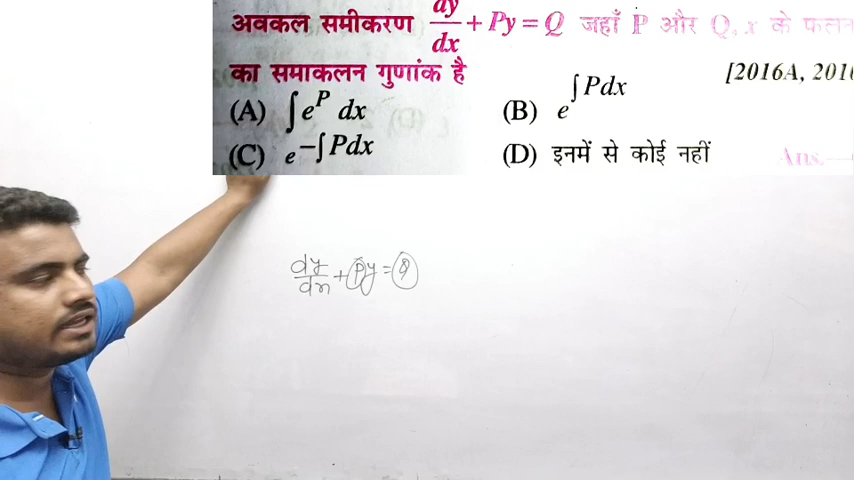 अवकल समीकरण dy/dx + Py = Q जहाँ P और Q, x के फलन
का समाकलन गुणांक है
[2016A, 201
(A) ∫e^P dx (B) e^∫Pdx
(C) e^−∫Pdx (D) इनमें से कोई नहीं
Ans.
dy/dx + Py = Q